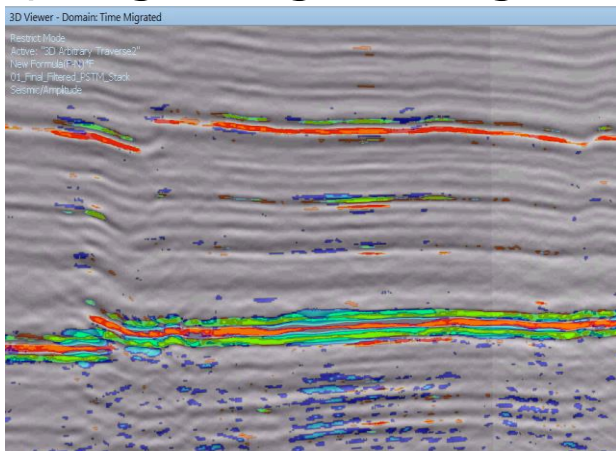 3D Viewer - Domain: Time Migrated
Restrict Mode
Active: "3D Arbitrary Traverse2"
New Formula(F-N)*F
01_Final_Filtered_PSTM_Stack
Seismic/Amplitude